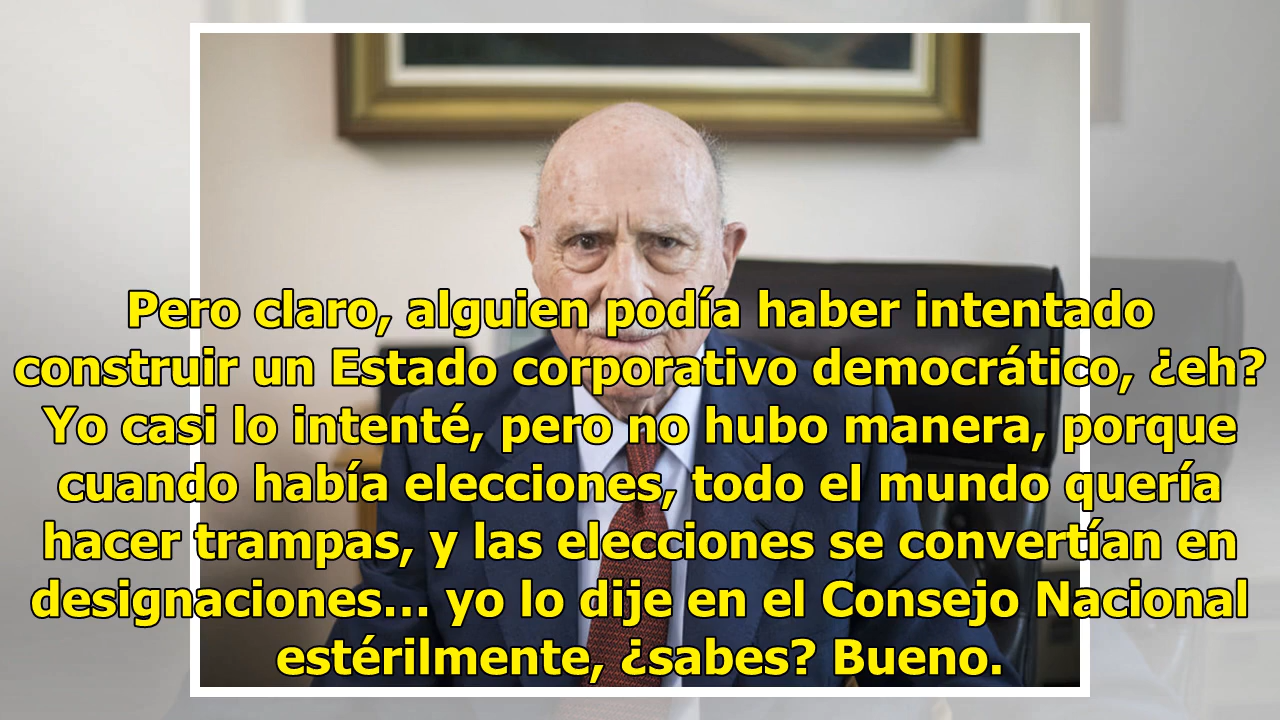 Pero claro, alguien podía haber intentado
construir un Estado corporativo democrático, ¿eh?
Yo casi lo intenté, pero no hubo manera, porque
cuando había elecciones, todo el mundo quería
hacer trampas, y las elecciones se convertían en
designaciones... yo lo dije en el Consejo Nacional
estérilmente, ¿sabes? Bueno.